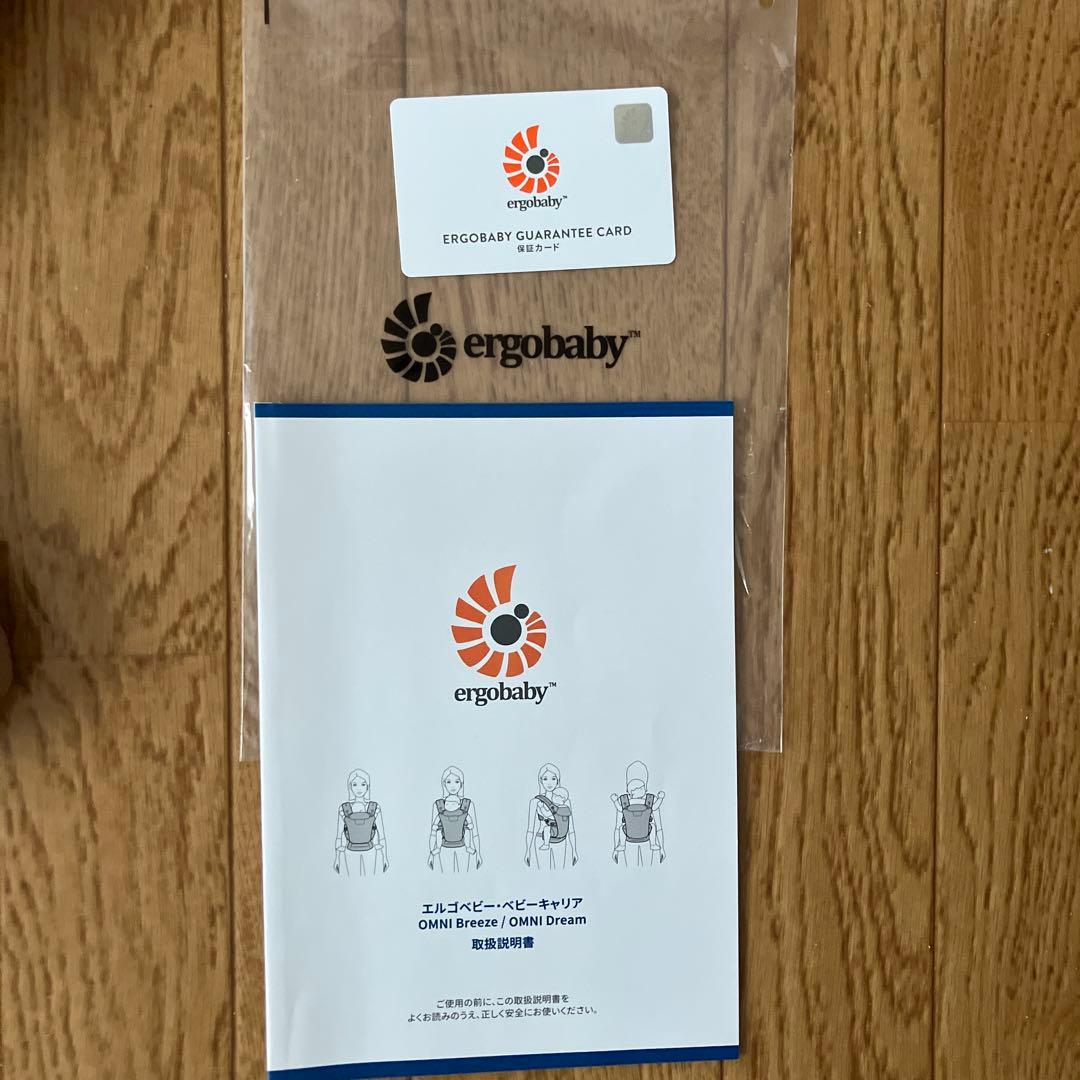 ergobaby™
ERGOBABY GUARANTEE CARD
保証カード
ergobaby™
ergobaby™
エルゴベビー・ベビーキャリア
OMNI Breeze / OMNI Dream
取扱説明書
ご使用の前に、この取扱説明書を
よくお読みのうえ、正しく安全にお使いください。